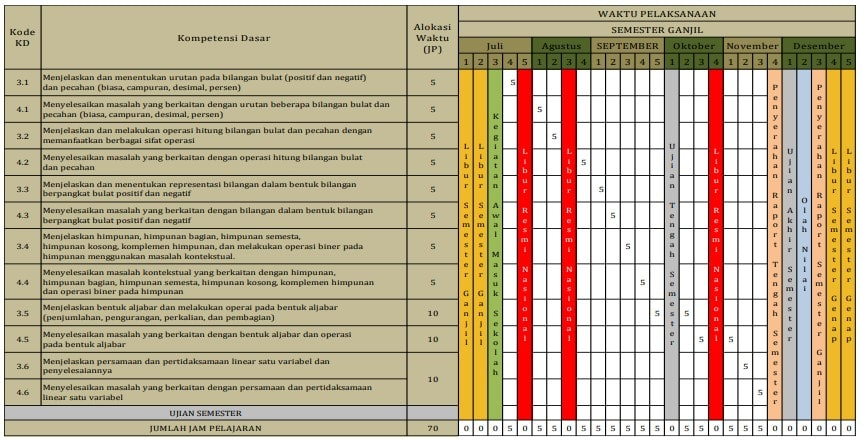 Kode KD
Kompetensi Dasar
Alokasi Waktu (JP)
WAKTU PELAKSANAAN
SEMESTER GANJIL
Juli Agustus SEPTEMBER Oktober November Desember
1 2 3 4 5 1 2 3 4 1 2 3 4 5 1 2 3 4 1 2 3 4 1 2 3 4 5
3.1 Menjelaskan dan menentukan urutan pada bilangan bulat (positif dan negatif)
dan pecahan (biasa, campuran, desimal, persen) 5 5
4.1 Menyelesaikan masalah yang berkaitan dengan urutan beberapa bilangan bulat dan
pecahan (biasa, campuran, desimal, persen) 5 5
3.2 Menjelaskan dan melakukan operasi hitung bilangan bulat dan pecahan dengan
memanfaatkan berbagai sifat operasi 5 5
4.2 Menyelesaikan masalah yang berkaitan dengan operasi hitung bilangan bulat
dan pecahan 5 5
3.3 Menjelaskan dan menentukan representasi bilangan dalam bentuk bilangan
berpangkat bulat positif dan negatif 5 5
4.3 Menyelesaikan masalah yang berkaitan dengan bilangan dalam bentuk bilangan
berpangkat bulat positif dan negatif 5 5
3.4 Menjelaskan himpunan, himpunan bagian, himpunan semesta,
himpunan kosong, komplemen himpunan, dan melakukan operasi biner pada
himpunan menggunakan masalah kontekstual. 5 5
4.4 Menyelesaikan masalah kontekstual yang berkaitan dengan himpunan,
himpunan bagian, himpunan semesta, himpunan kosong, komplemen himpunan
dan operasi biner pada himpunan 5 5
3.5 Menjelaskan bentuk aljabar dan melakukan operai pada bentuk aljabar
(penjumlahan, pengurangan, perkalian, dan pembagian) 10 5 5
4.5 Menyelesaikan masalah yang berkaitan dengan bentuk aljabar dan operasi
pada bentuk aljabar 10 5 5
3.6 Menjelaskan persamaan dan pertidaksamaan linear satu variabel dan
penyelesaiannya 10 5
4.6 Menyelesaikan masalah yang berkaitan dengan persamaan dan pertidaksamaan
linear satu variabel 5
Libur Semester Ganjil
Libur Semester Ganjil
Kegiatan Awal Masuk Sekolah
Libur Resmi Nasional
Libur Resmi Nasional
Ujian Tengah Semester
Libur Resmi Nasional
Penyerahan Raport Tengah Semester
Ujian Akhir Semester
Olah Nilai
Penyerahan Raport Semester Ganjil
Libur Semester Genap
Libur Semester Genap
UJIAN SEMESTER
JUMLAH JAM PELAJARAN 70 0 0 0 5 0 5 5 0 5 5 5 5 5 5 0 5 5 0 5 5 5 0 0 0 0 0 0